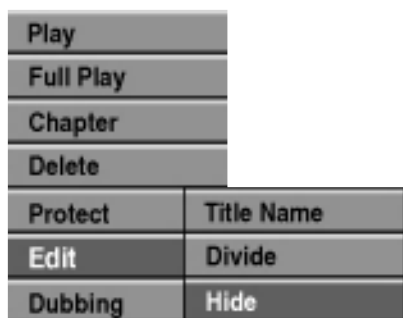 Play
Full Play
Chapter
Delete
Protect
Title Name
Edit
Divide
Dubbing
Hide